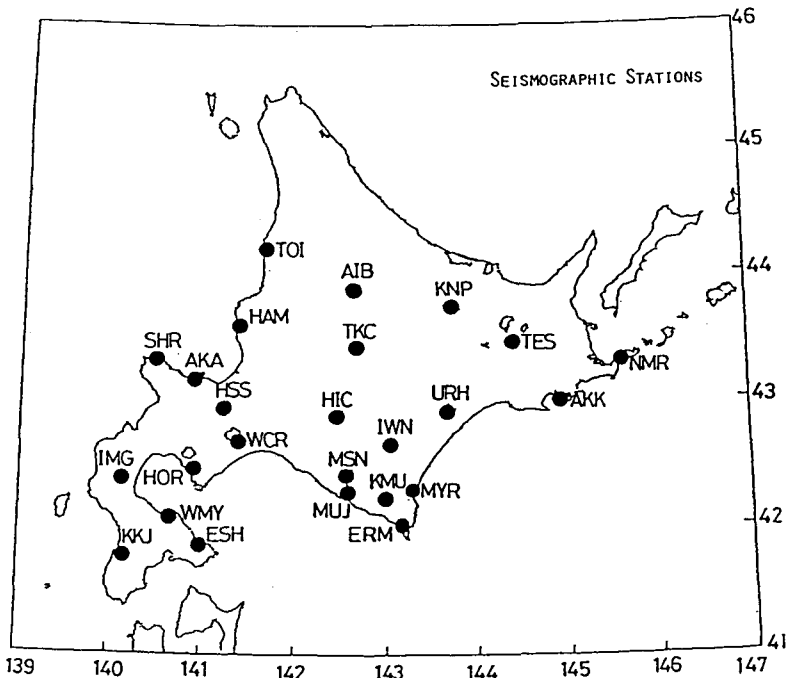 46
SEISMOGRAPHIC STATIONS
45
TOI
44
AIB
KNP
HAM
TKC
TES
SHR
AKA
NMR
HSS
43
HIC
URH
AKK
WCR
IWN
IMG
HOR
MSN
KMU
MYR
WMY
MUJ
42
KKJ
ESH
ERM
41
139 140 141 142 143 144 145 146 147